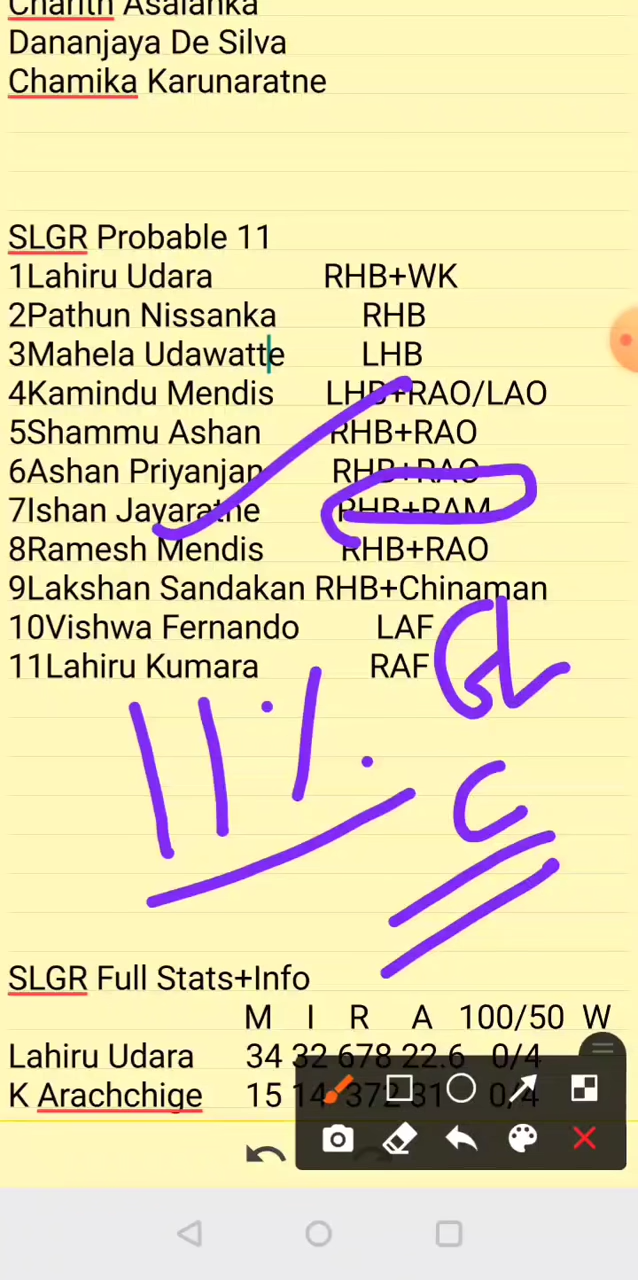 Charith Asalanka
Dananjaya De Silva
Chamika Karunaratne
SLGR Probable 11
1Lahiru Udara RHB+WK
2Pathun Nissanka RHB
3Mahela Udawatte LHB
4Kamindu Mendis LHB+RAO/LAO
5Shammu Ashan RHB+RAO
6Ashan Priyanjan RHB+RAO
7Ishan Jayaratne RHB+RAM
8Ramesh Mendis RHB+RAO
9Lakshan Sandakan RHB+Chinaman
10Vishwa Fernando LAF
11Lahiru Kumara RAF
GL
11%
C
SLGR Full Stats+Info
M I R A 100/50 W
Lahiru Udara 34 32 678 22.6 0/4
K Arachchige 15 14 372 31 0/4